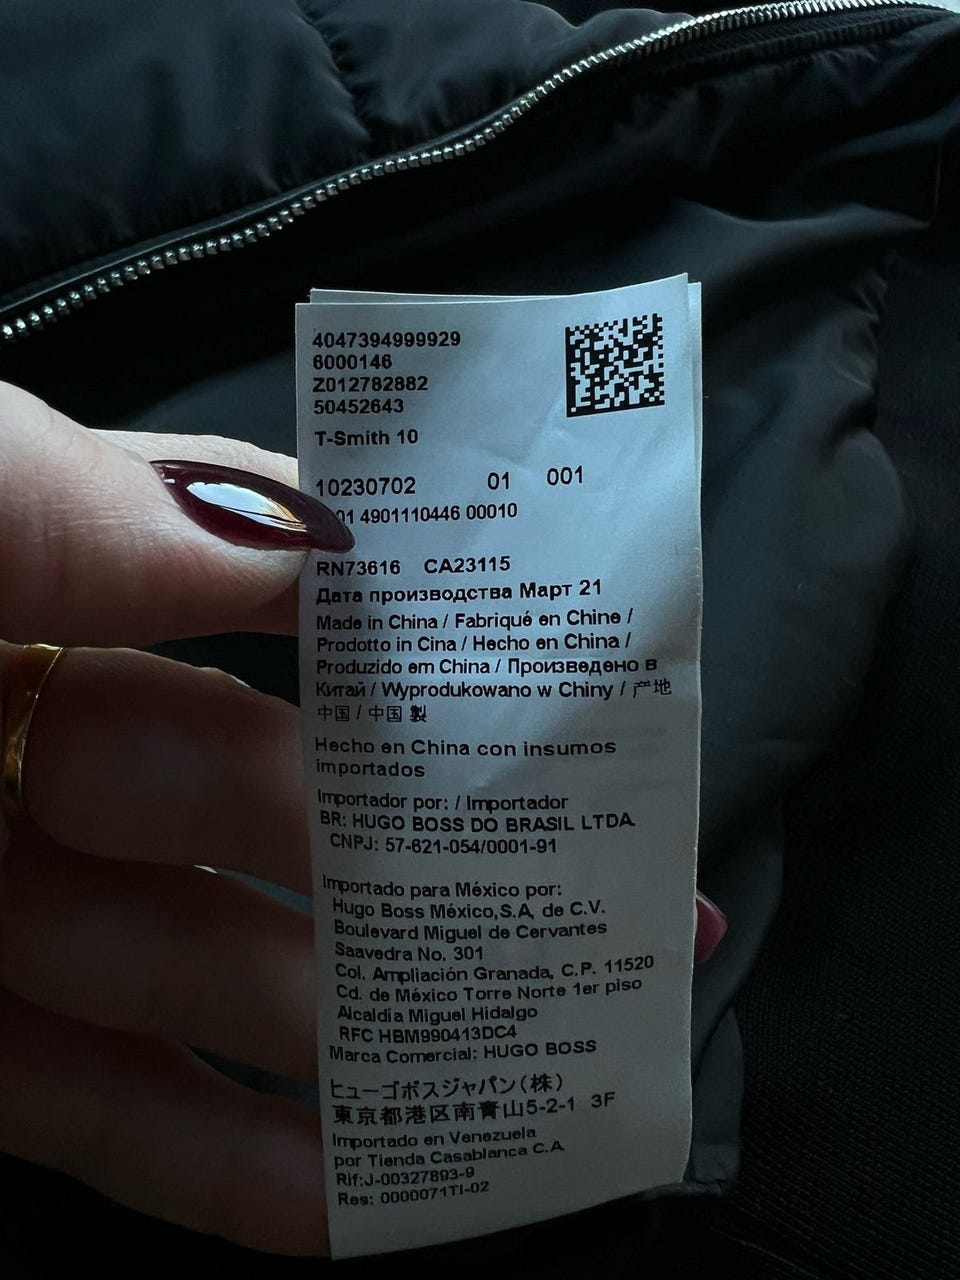 4047394999929
6000146
Z012782882
50452643
T-Smith 10
10230702 01 001
01 4901110446 00010
RN73616 CA23115
Дата производства Март 21
Made in China / Fabriqué en Chine /
Prodotto in Cina / Hecho en China /
Produzido em China / Произведено в
Китай / Wyprodukowano w Chiny / 产地
中国 / 中国 製
Hecho en China con insumos
importados
Importador por: / Importador
BR: HUGO BOSS DO BRASIL LTDA.
CNPJ: 57-621-054/0001-91
Importado para México por:
Hugo Boss México,S.A. de C.V.
Boulevard Miguel de Cervantes
Saavedra No. 301
Col. Ampliación Granada, C.P. 11520
Cd. de México Torre Norte 1er piso
Alcaldía Miguel Hidalgo
RFC HBM990413DC4
Marca Comercial: HUGO BOSS
ヒューゴボスジャパン(株)
東京都港区南青山5-2-1 3F
Importado en Venezuela
por Tienda Casablanca C.A.
Rif:J-00327893-9
Res: 0000071TI-02